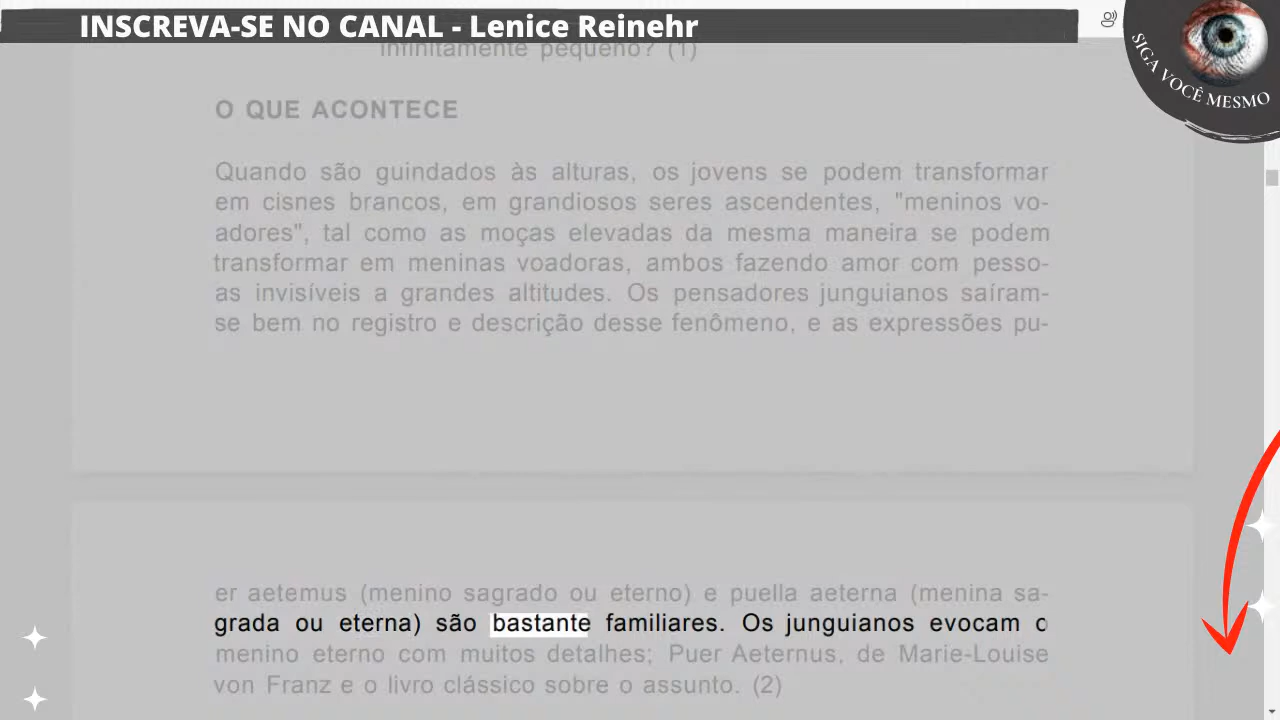 INSCREVA-SE NO CANAL - Lenice Reinehr
SIGA VOCÊ MESMO
infinitamente pequeno? (1)
O QUE ACONTECE
Quando são guindados às alturas, os jovens se podem transformar
em cisnes brancos, em grandiosos seres ascendentes, "meninos vo-
adores", tal como as moças elevadas da mesma maneira se podem
transformar em meninas voadoras, ambos fazendo amor com pesso-
as invisíveis a grandes altitudes. Os pensadores junguianos saíram-
se bem no registro e descrição desse fenômeno, e as expressões pu-
er aetemus (menino sagrado ou eterno) e puella aeterna (menina sa-
grada ou eterna) são bastante familiares. Os junguianos evocam o
menino eterno com muitos detalhes; Puer Aeternus, de Marie-Louise
von Franz e o livro clássico sobre o assunto. (2)